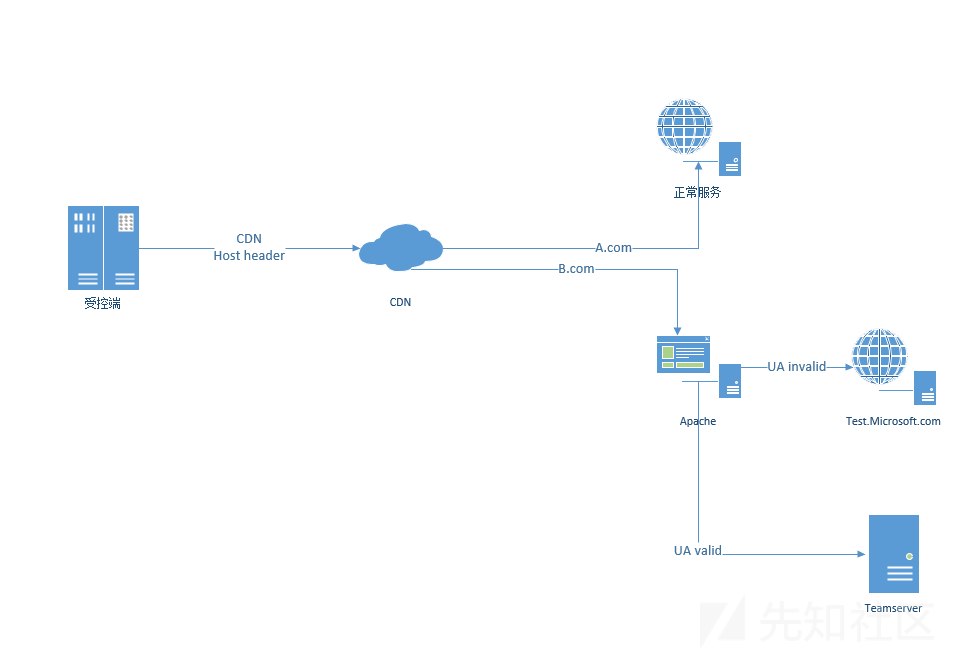 正常服务
CDN
Host header
A.com
B.com
受控端
CDN
UA invalid
Apache
Test.Microsoft.com
UA valid
Teamserver
先知社区